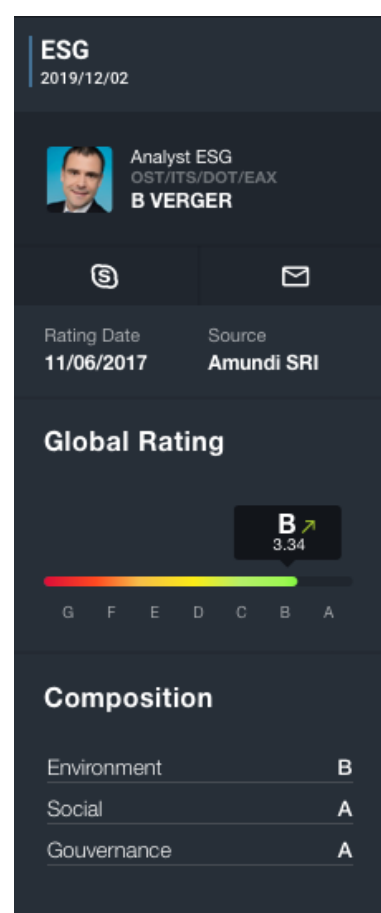 ESG
2019/12/02
Analyst ESG
OST/ITS/DOT/EAX
B VERGER
Rating Date Source
11/06/2017 Amundi SRI
Global Rating
B
3.34
G F E D C B A
Composition
Environment B
Social A
Gouvernance A